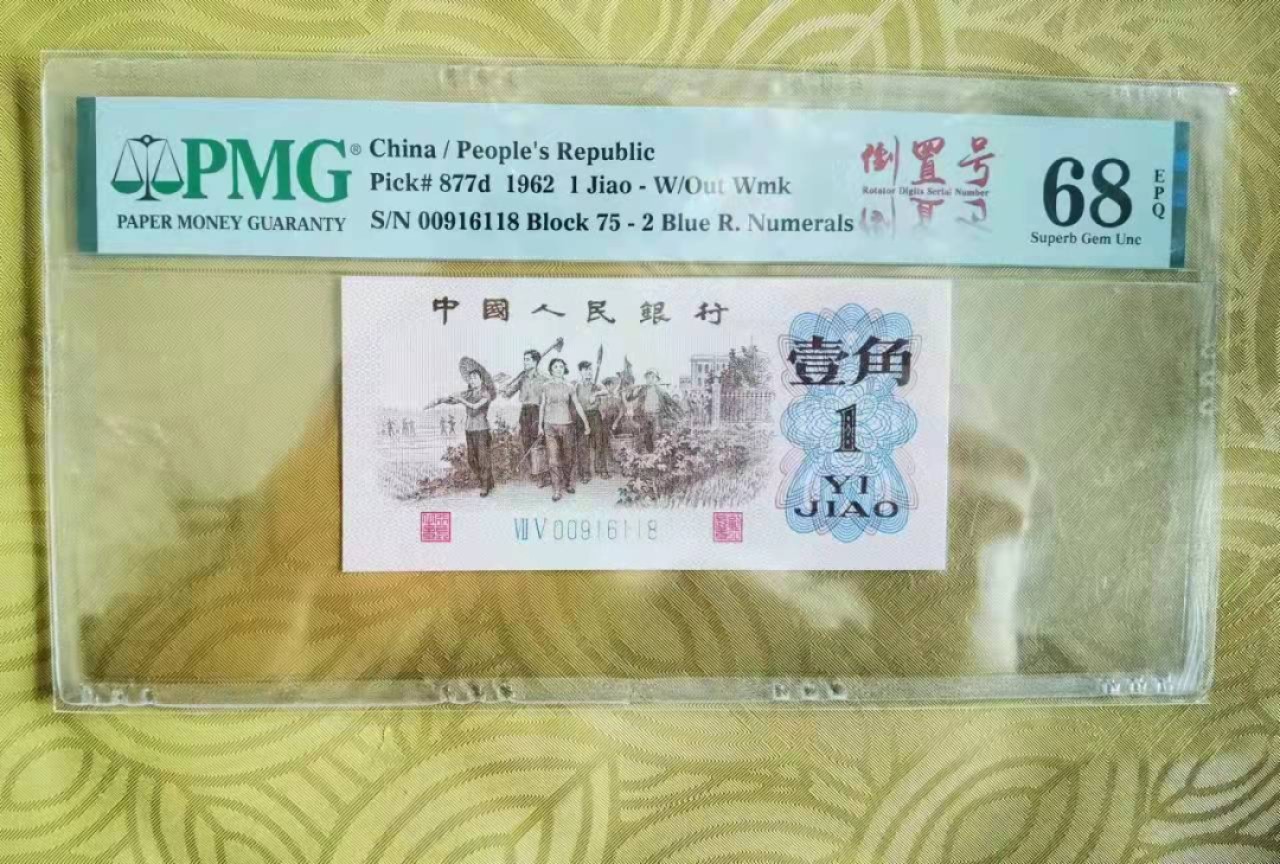 PMG®
PAPER MONEY GUARANTY
China / People's Republic
Pick# 877d 1962 1 Jiao - W/Out Wmk
S/N 00916118 Block 75 - 2 Blue R. Numerals
倒置号
Rotator Digits Serial Number
68
EPQ
Superb Gem Unc
中國人民銀行
壹角
1
YI
JIAO
VII V 00916118